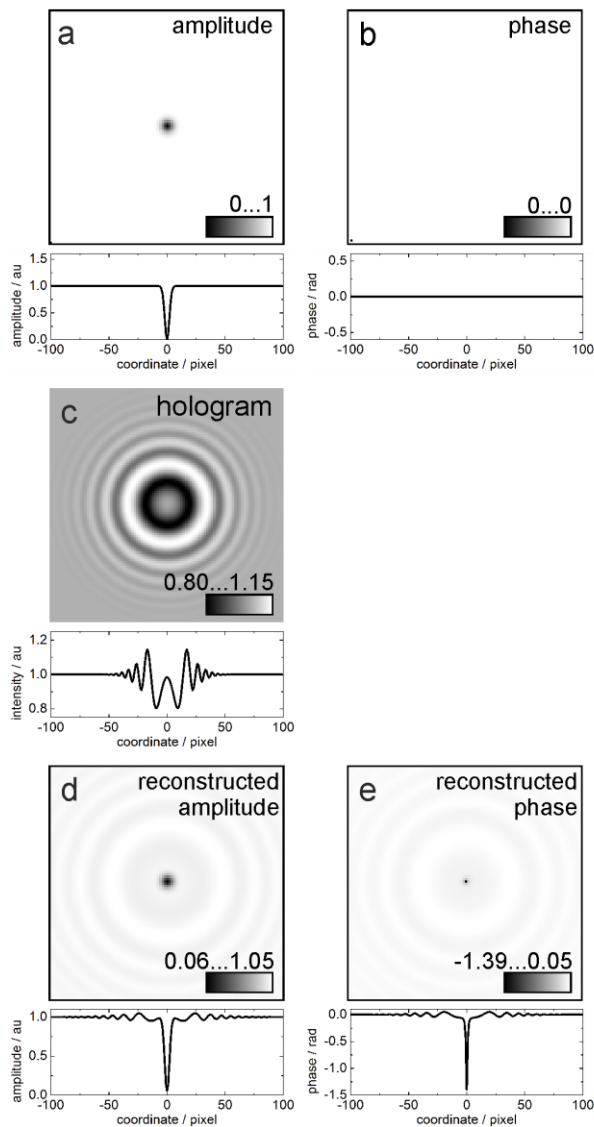 a
amplitude
0...1
amplitude / au
1.5
1.0
0.5
0.0
-100
-50
0
50
100
coordinate / pixel
b
phase
0...0
phase / rad
0.5
0.0
-0.5
-100
-50
0
50
100
coordinate / pixel
c
hologram
0.80...1.15
intensity / au
1.2
1.0
0.8
-100
-50
0
50
100
coordinate / pixel
d
reconstructed
amplitude
0.06...1.05
amplitude / au
1.0
0.5
0.0
-100
-50
0
50
100
coordinate / pixel
e
reconstructed
phase
-1.39...0.05
phase / rad
0.0
-0.5
-1.0
-1.5
-100
-50
0
50
100
coordinate / pixel